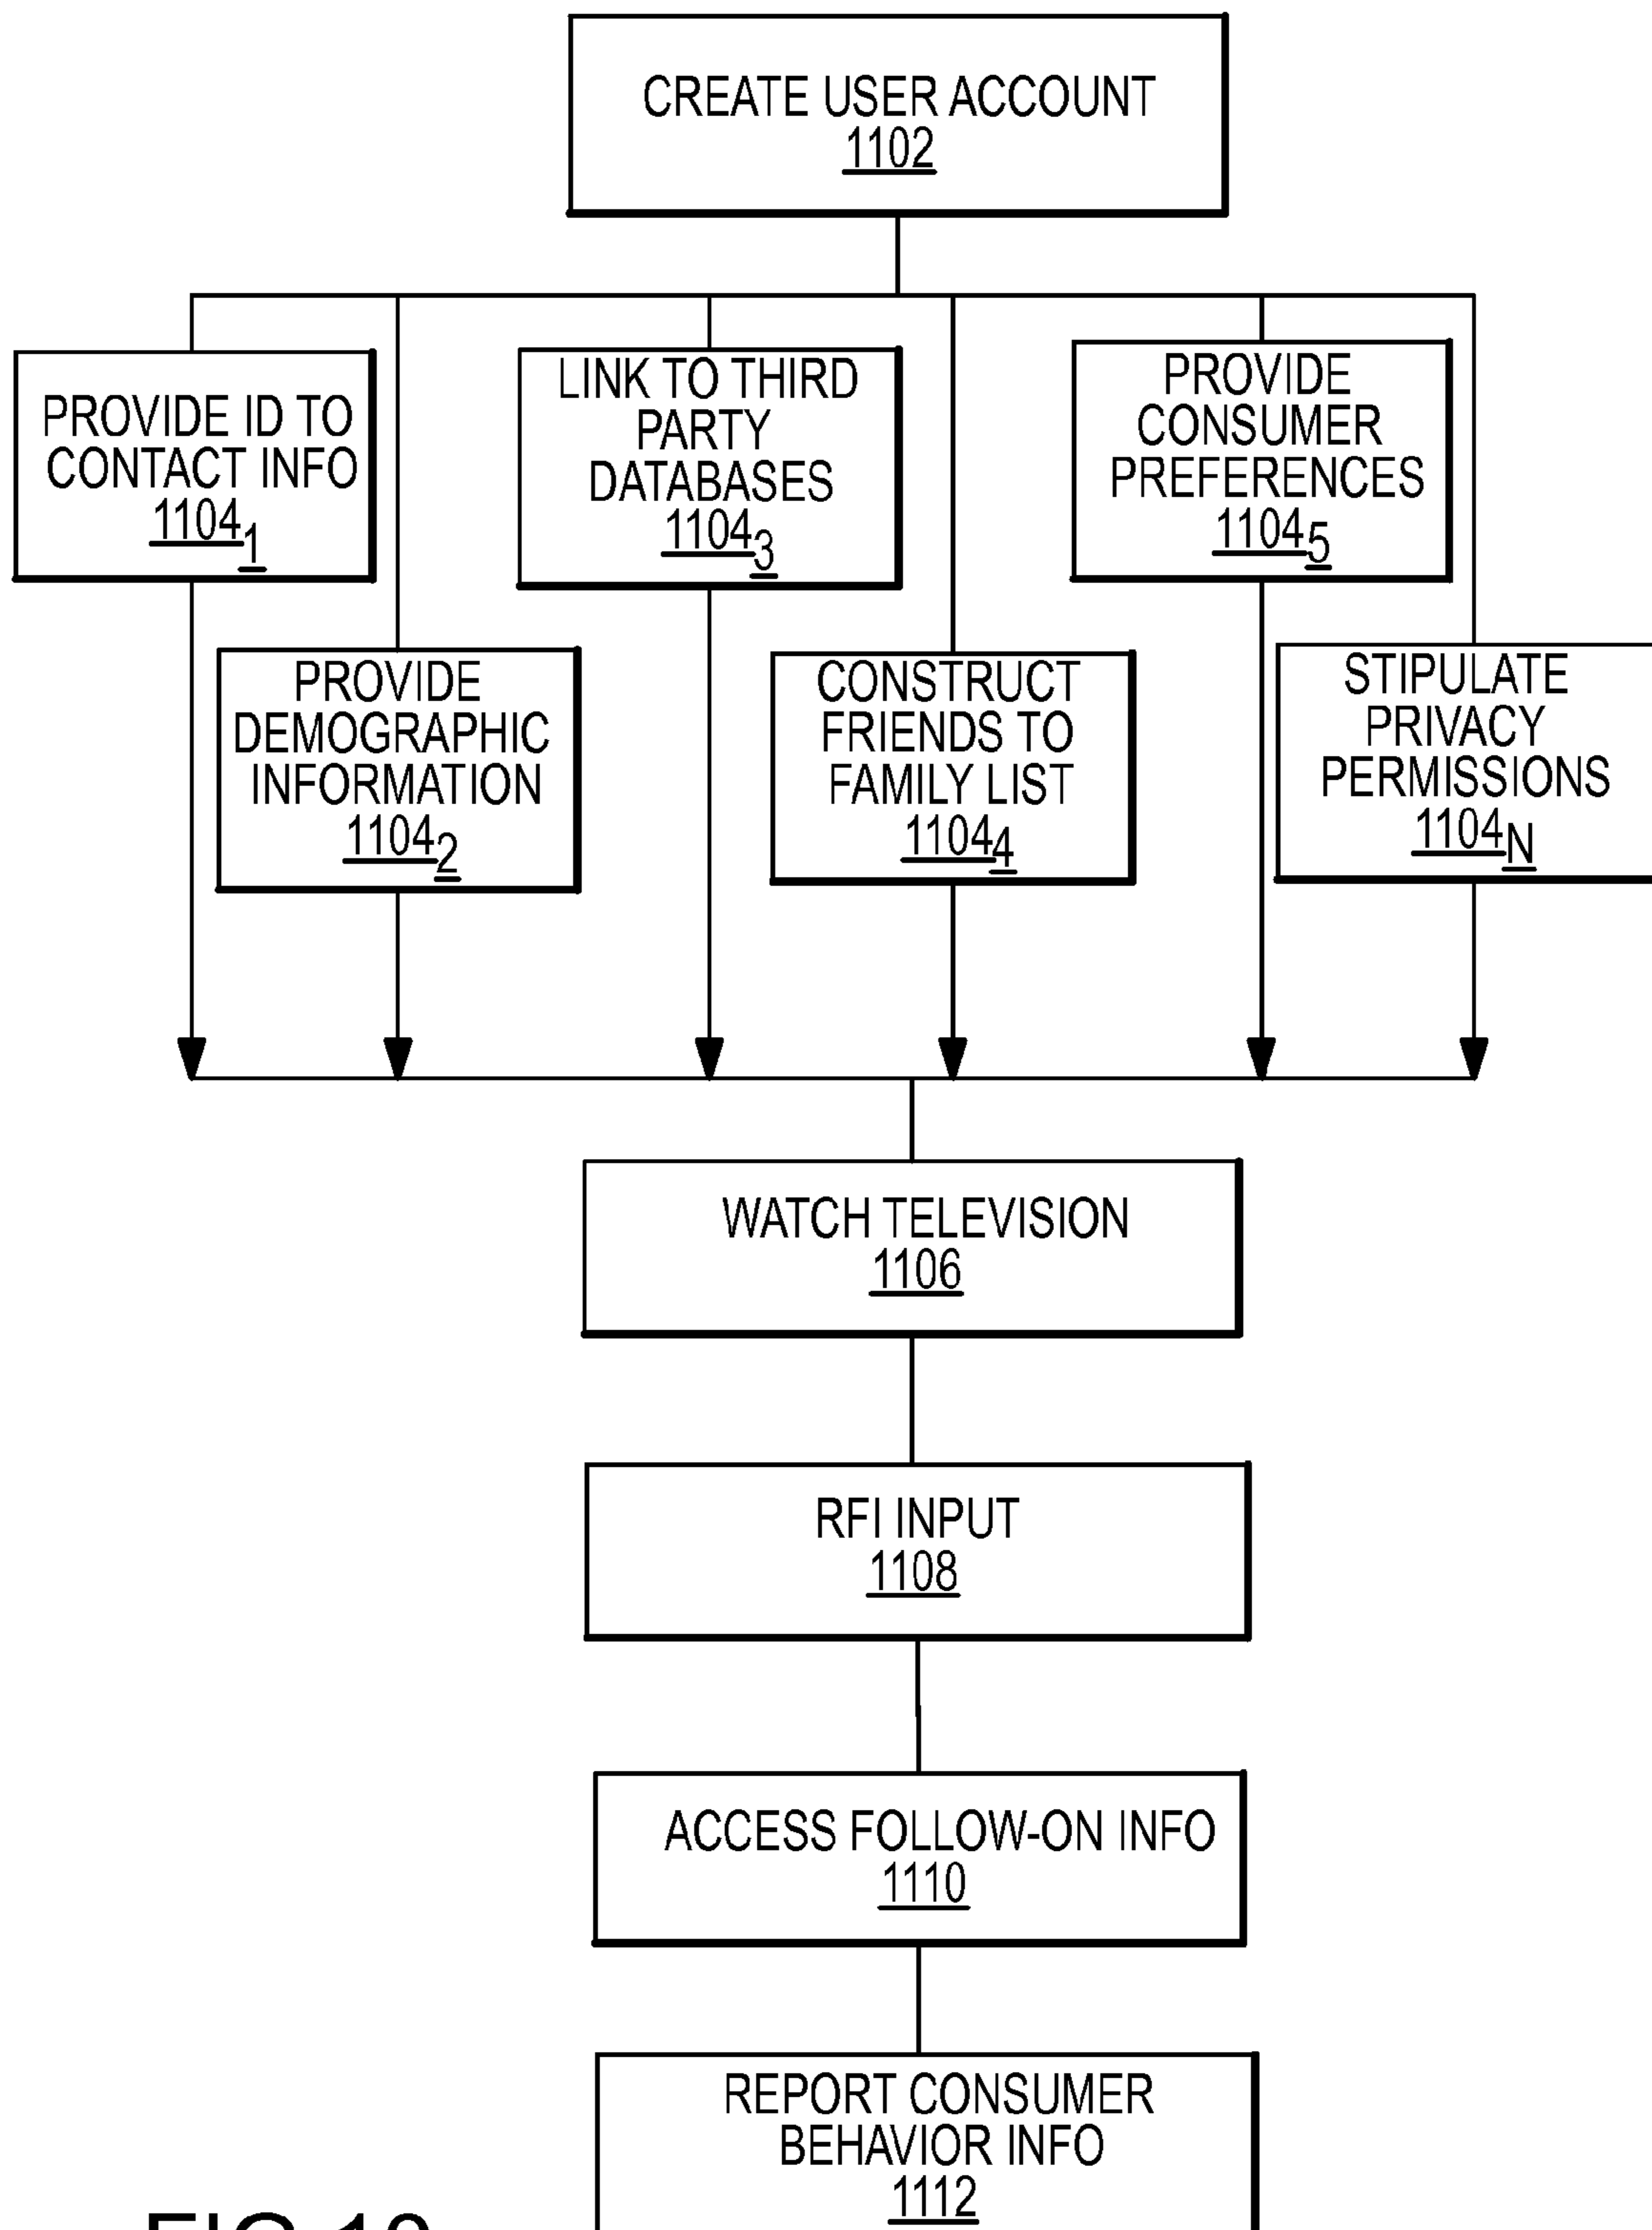 CREATE USER ACCOUNT
1102
PROVIDE ID TO
CONTACT INFO
1104₁
LINK TO THIRD
PARTY
DATABASES
1104₃
PROVIDE
CONSUMER
PREFERENCES
1104₅
PROVIDE
DEMOGRAPHIC
INFORMATION
1104₂
CONSTRUCT
FRIENDS TO
FAMILY LIST
1104₄
STIPULATE
PRIVACY
PERMISSIONS
1104N
WATCH TELEVISION
1106
RFI INPUT
1108
ACCESS FOLLOW-ON INFO
1110
REPORT CONSUMER
BEHAVIOR INFO
1112